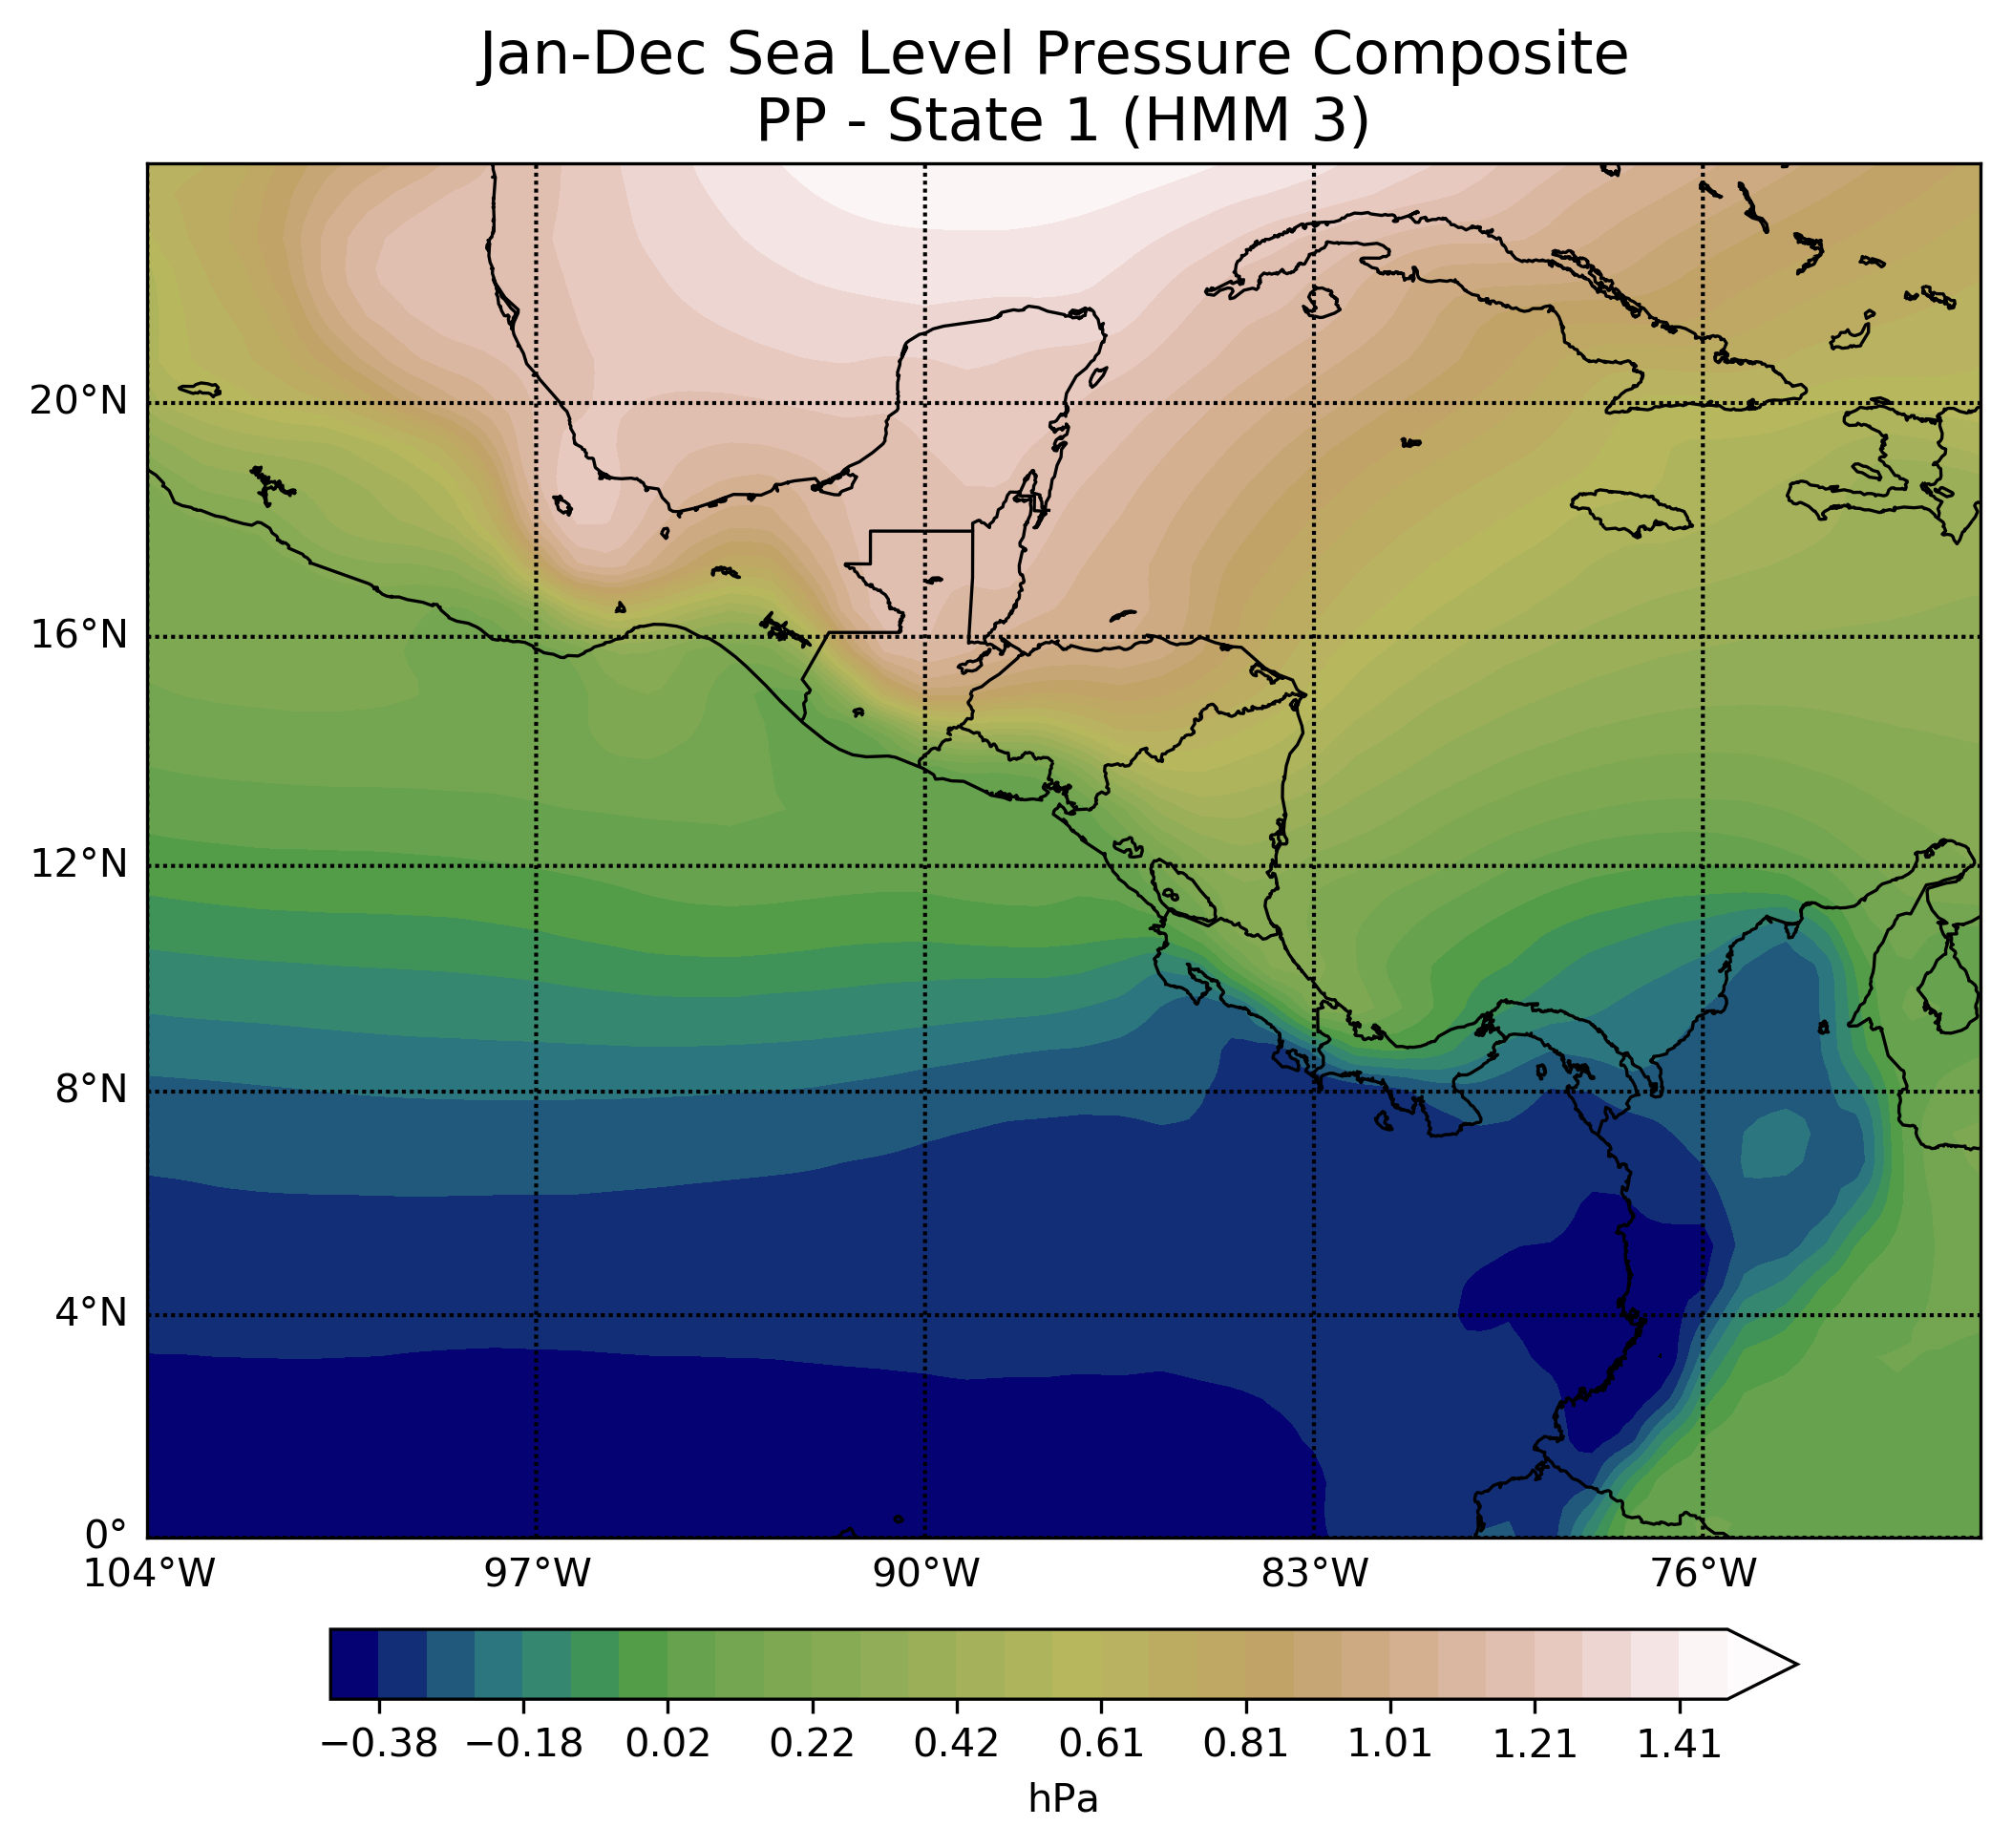 Jan-Dec Sea Level Pressure Composite
PP - State 1 (HMM 3)
20°N
16°N
12°N
8°N
4°N
0°
104°W 97°W 90°W 83°W 76°W
−0.38 −0.18 0.02 0.22 0.42 0.61 0.81 1.01 1.21 1.41
hPa